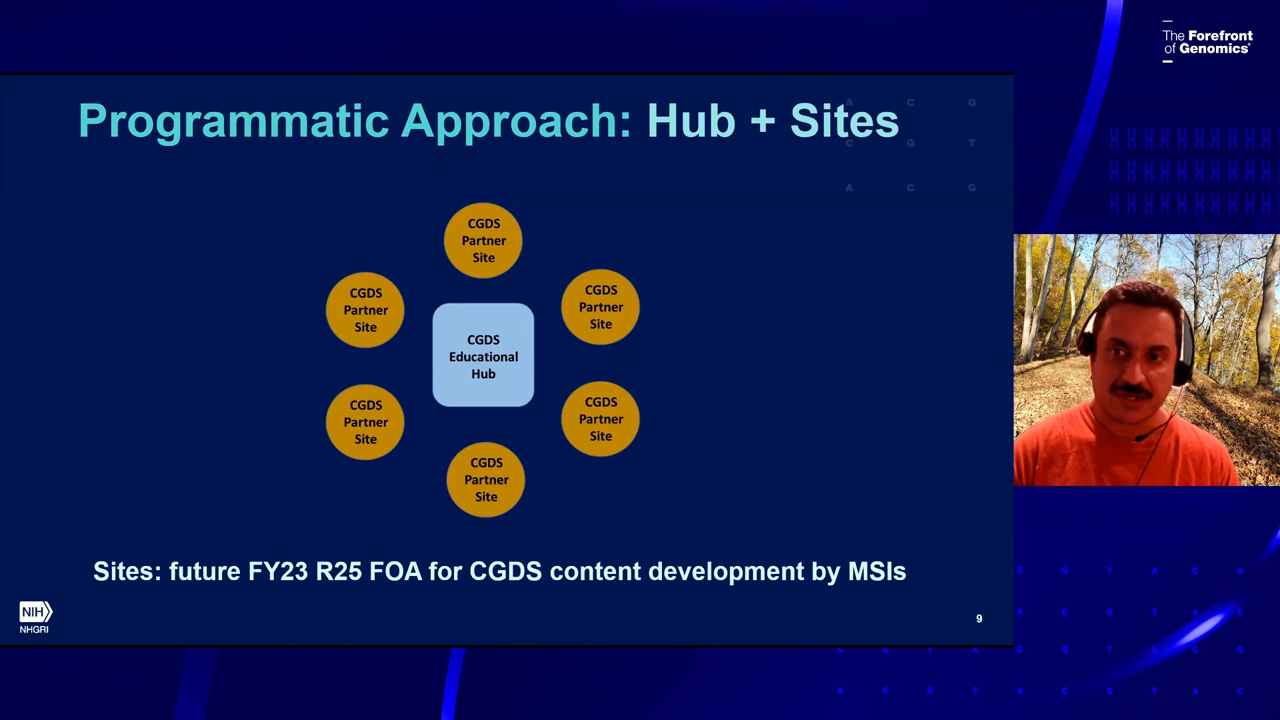 The Forefront
of Genomics®
Programmatic Approach: Hub + Sites
A C G
C G T
A C G
CGDS
Partner
Site
CGDS
Partner
Site
CGDS
Partner
Site
CGDS
Educational
Hub
CGDS
Partner
Site
CGDS
Partner
Site
CGDS
Partner
Site
Sites: future FY23 R25 FOA for CGDS content development by MSIs
NIH
NHGRI
9
C G T A C G
A C G T A C
C G T A C G T A C G
A C G T A C G T A C